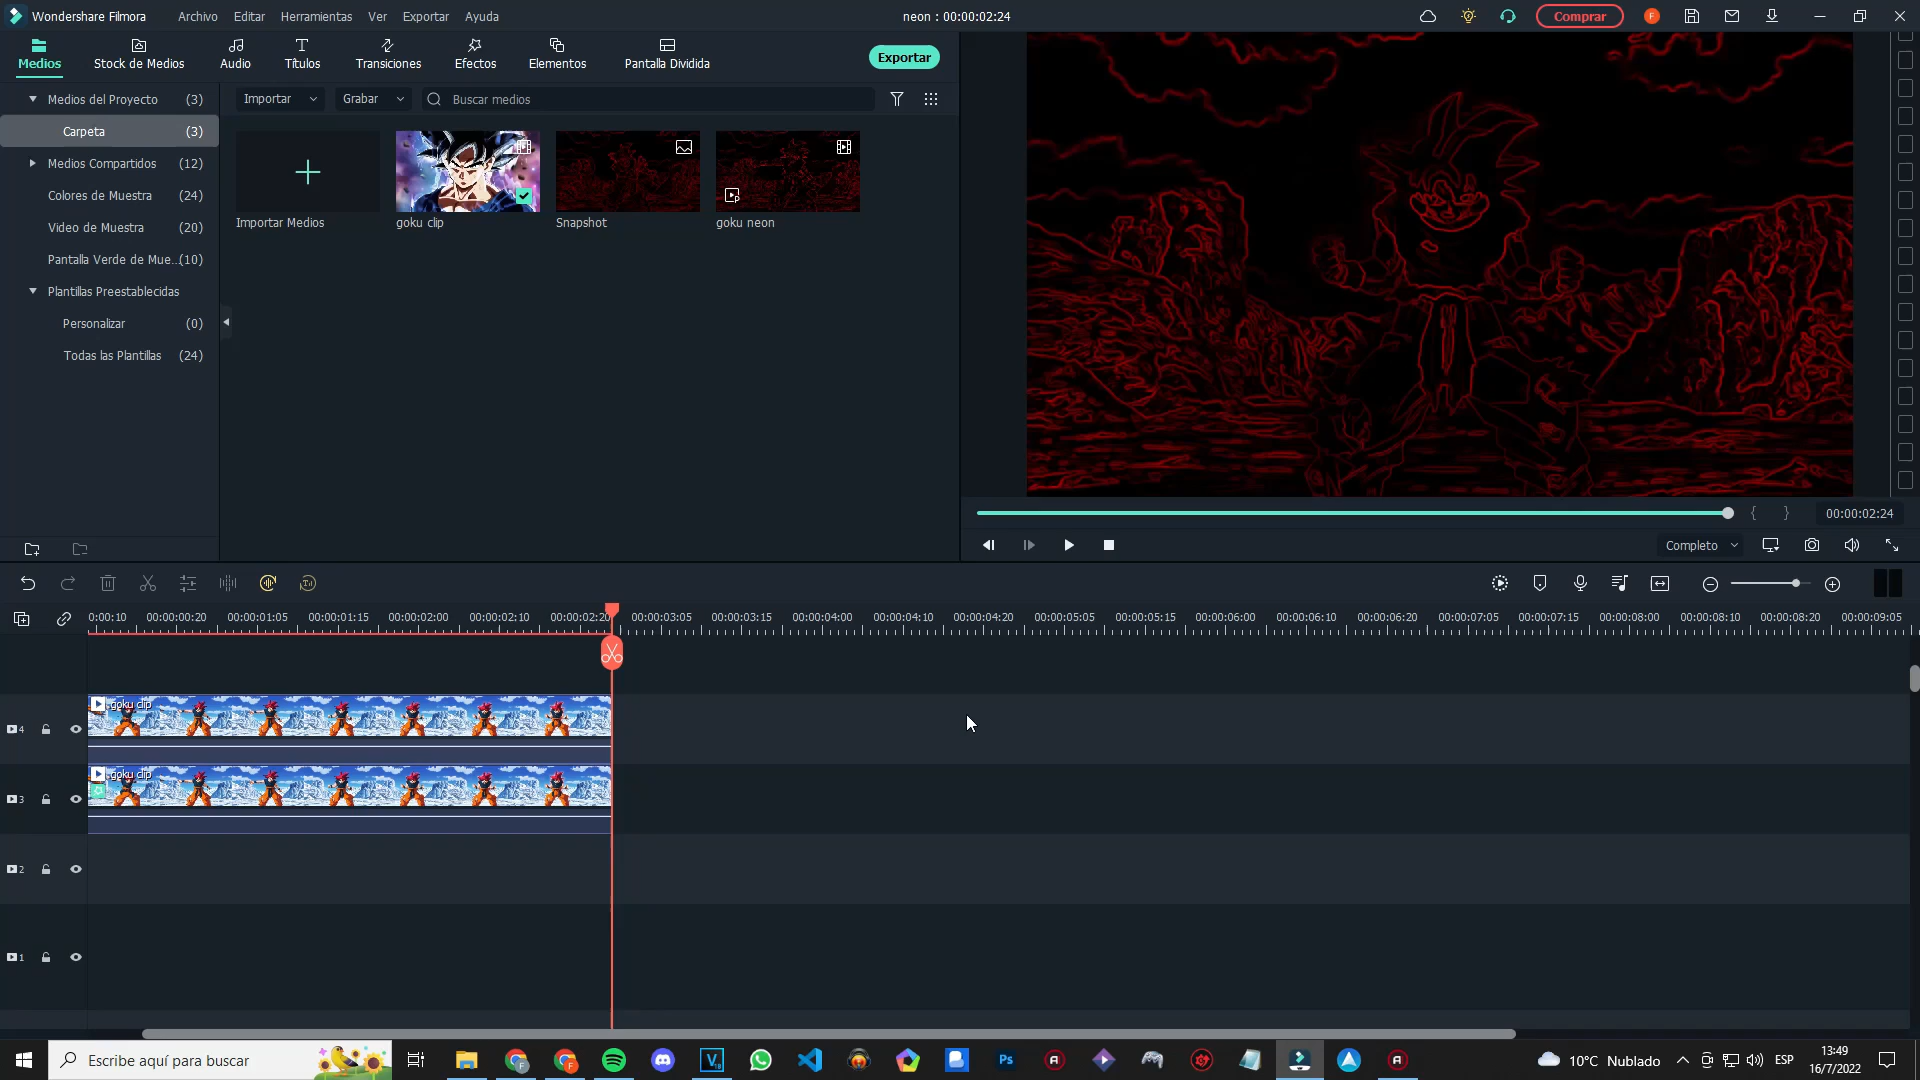 Wondershare Filmora Archivo Editar Herramientas Ver Exportar Ayuda neon : 00:00:02:24 Comprar F
Medios Stock de Medios Audio Títulos Transiciones Efectos Elementos Pantalla Dividida Exportar
Medios del Proyecto (3)
Carpeta (3)
Medios Compartidos (12)
Colores de Muestra (24)
Video de Muestra (20)
Pantalla Verde de Mue... (10)
Plantillas Preestablecidas
Personalizar (0)
Todas las Plantillas (24)
Importar Grabar Buscar medios
Importar Medios goku clip Snapshot goku neon
00:00:02:24
Completo
0:00:10 00:00:00:20 00:00:01:05 00:00:01:15 00:00:02:00 00:00:02:10 00:00:02:20 00:00:03:05 00:00:03:15 00:00:04:00 00:00:04:10 00:00:04:20 00:00:05:05 00:00:05:15 00:00:06:00 00:00:06:10 00:00:06:20 00:00:07:05 00:00:07:15 00:00:08:00 00:00:08:10 00:00:08:20 00:00:09:05
goku clip
4
goku clip
3
2
1
Escribe aquí para buscar Ps 10°C Nublado ESP 13:49
16/7/2022